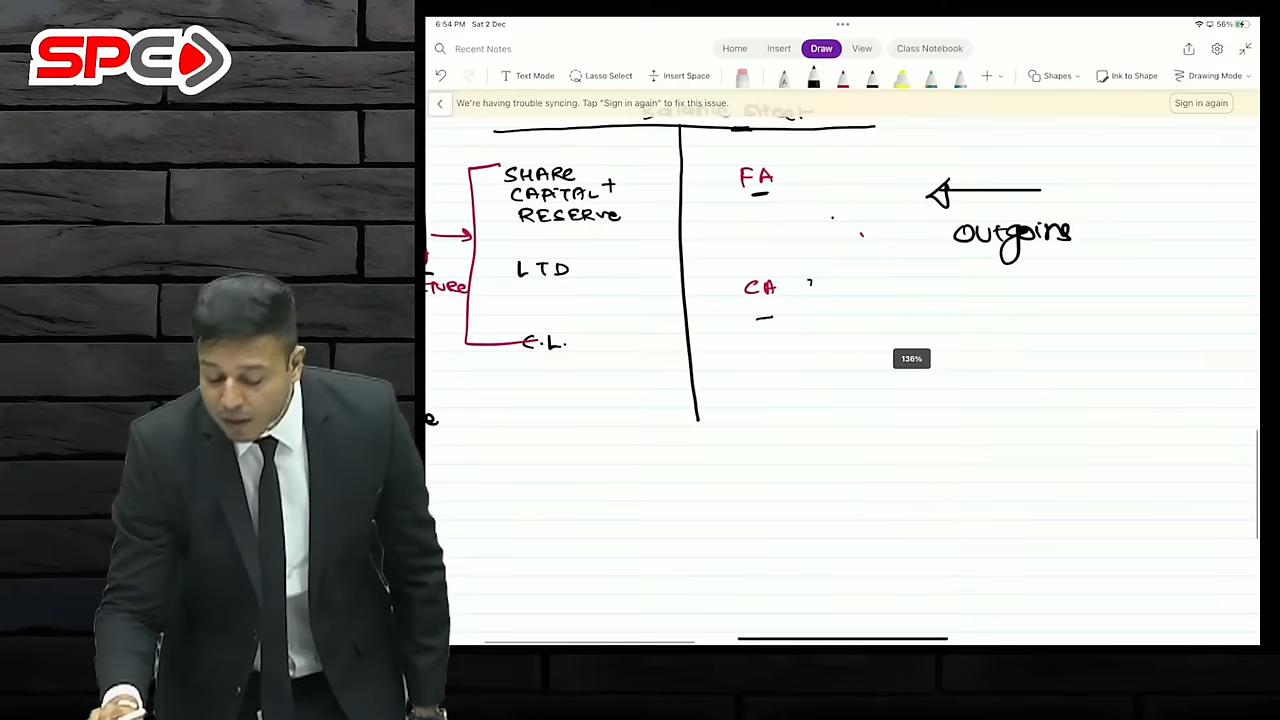 SPC
6:54 PM Sat 2 Dec
56%
Recent Notes
Home Insert Draw View Class Notebook
Text Mode Lasso Select Insert Space Shapes Ink to Shape Drawing Mode
We're having trouble syncing. Tap "Sign in again" to fix this issue.
Sign in again
SHARE
CAPITAL +
RESERVE
LTD
C.L.
FA
CA
outgoing
136%